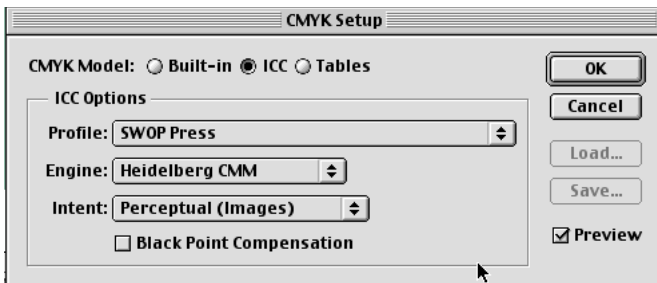 CMYK Setup
CMYK Model: Built-in ICC Tables
OK
ICC Options
Cancel
Profile: SWOP Press
Load...
Engine: Heidelberg CMM
Save...
Intent: Perceptual (Images)
Preview
Black Point Compensation